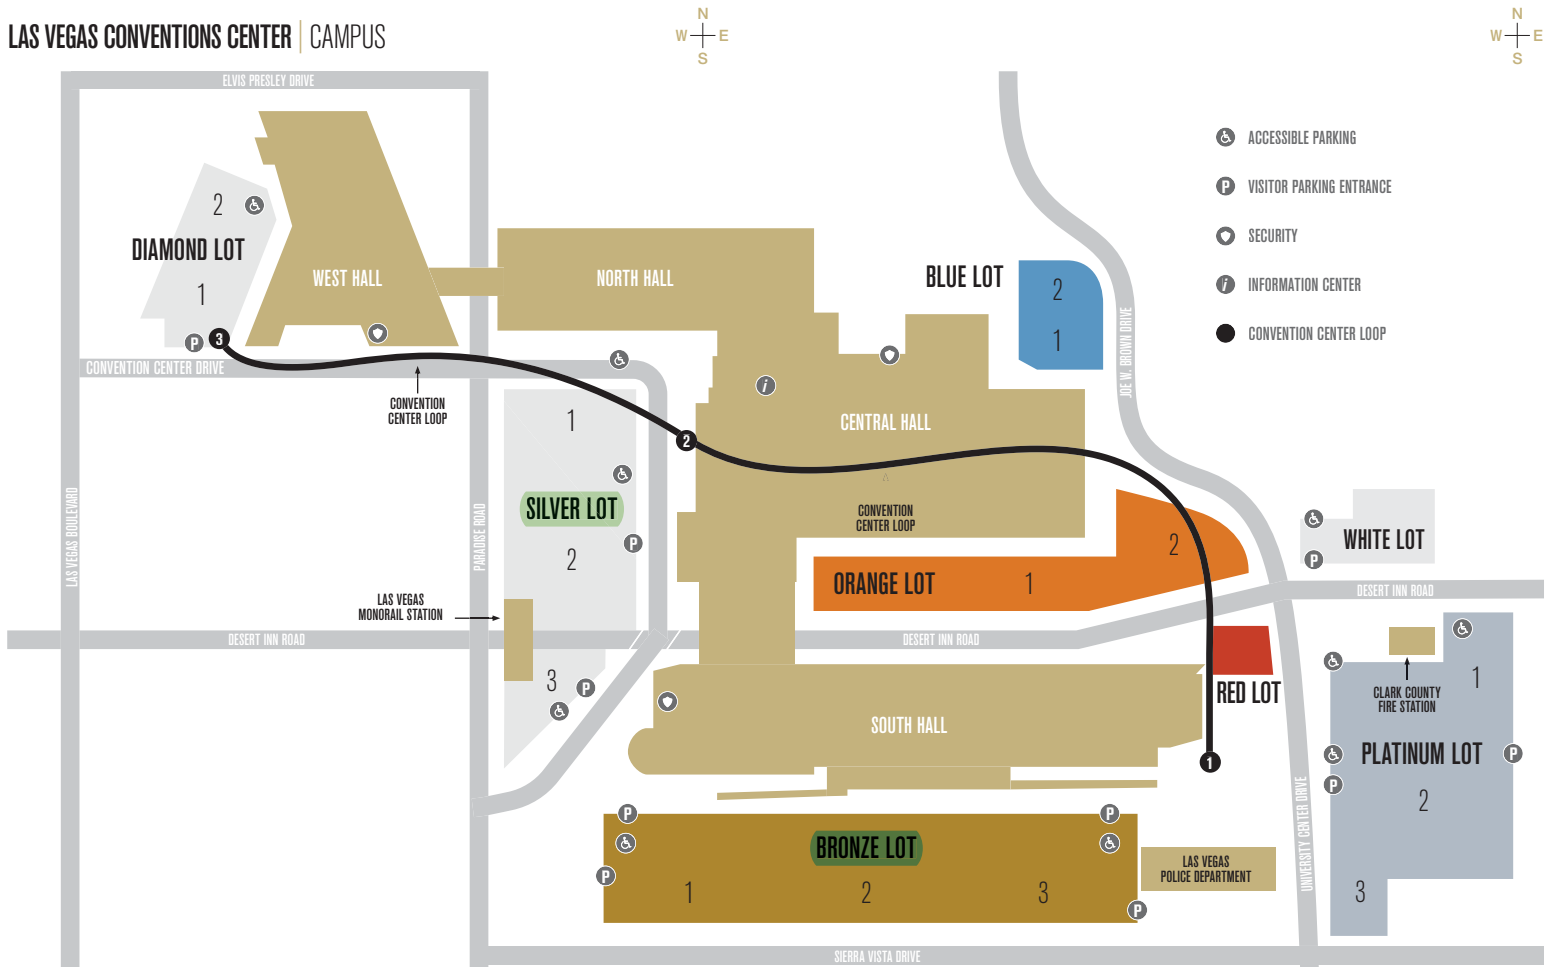 LAS VEGAS CONVENTIONS CENTER | CAMPUS
N
W E
S
N
W E
S
ELVIS PRESLEY DRIVE
ACCESSIBLE PARKING
P VISITOR PARKING ENTRANCE
SECURITY
i INFORMATION CENTER
CONVENTION CENTER LOOP
2
DIAMOND LOT
1
P
3
WEST HALL
NORTH HALL
BLUE LOT
2
1
JOE W. BROWN DRIVE
CONVENTION CENTER DRIVE
CONVENTION
CENTER LOOP
i
CENTRAL HALL
2
CONVENTION
CENTER LOOP
1
SILVER LOT
P
2
LAS VEGAS BOULEVARD
PARADISE ROAD
LAS VEGAS
MONORAIL STATION
3
P
ORANGE LOT
1
2
WHITE LOT
P
DESERT INN ROAD
DESERT INN ROAD
DESERT INN ROAD
RED LOT
SOUTH HALL
1
CLARK COUNTY
FIRE STATION
1
PLATINUM LOT
P
P
2
3
UNIVERSITY CENTER DRIVE
P
P
P
BRONZE LOT
1
2
3
P
LAS VEGAS
POLICE DEPARTMENT
SIERRA VISTA DRIVE